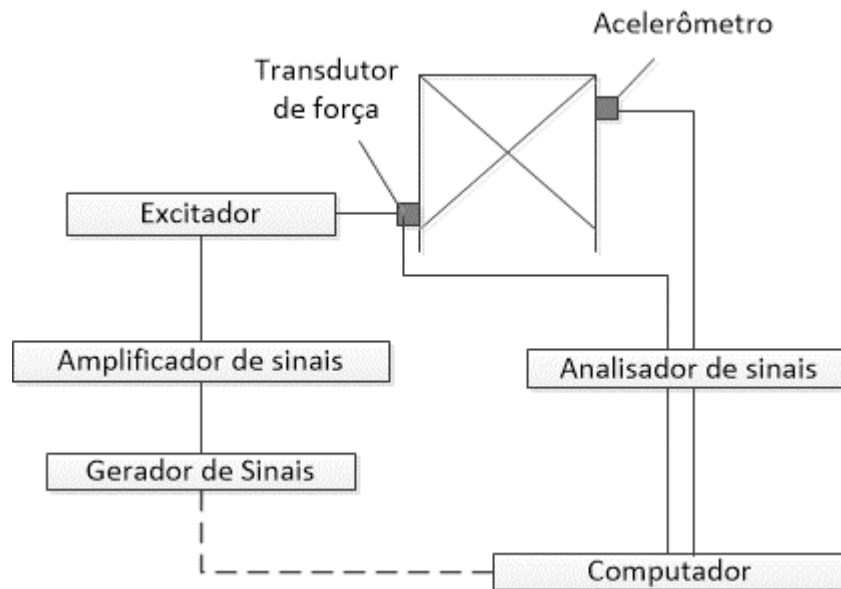 Acelerômetro
Transdutor
de força
Excitador
Amplificador de sinais
Analisador de sinais
Gerador de Sinais
Computador